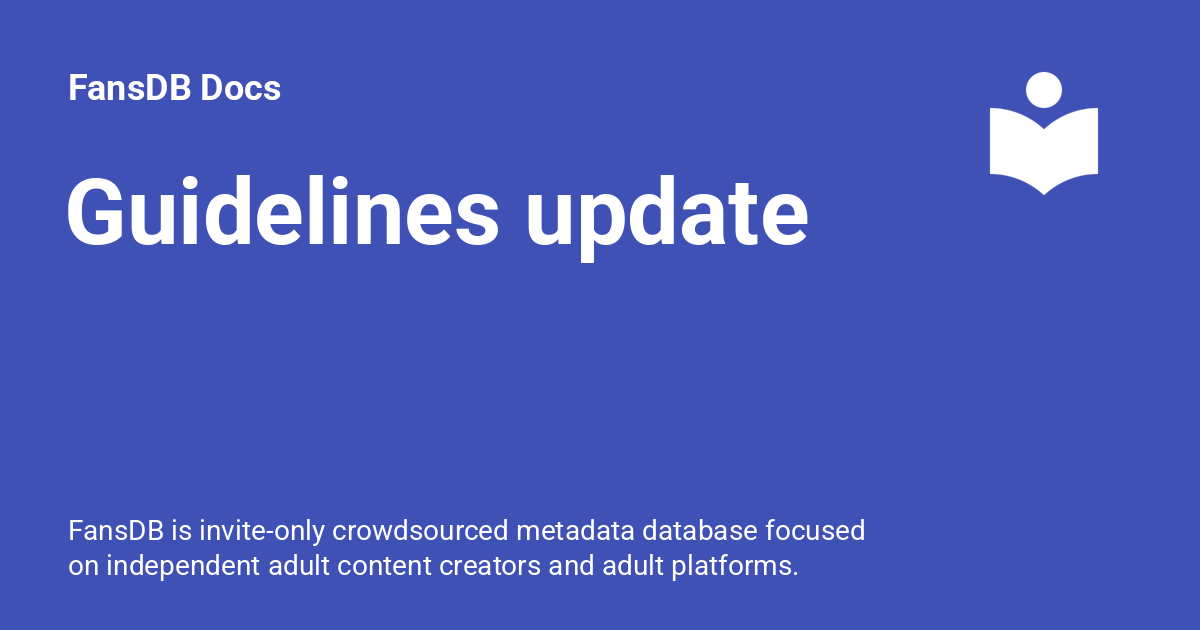 FansDB Docs
Guidelines update
FansDB is invite-only crowdsourced metadata database focused
on independent adult content creators and adult platforms.